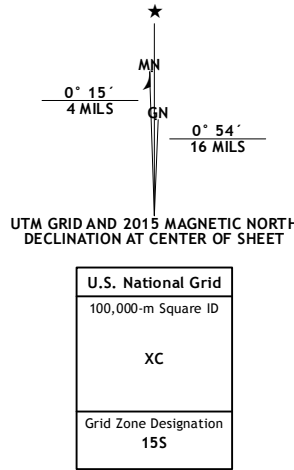 ★
MN
0° 15´
4 MILS
GN
0° 54´
16 MILS
UTM GRID AND 2015 MAGNETIC NORTH
DECLINATION AT CENTER OF SHEET
U.S. National Grid
100,000-m Square ID
XC
Grid Zone Designation
15S